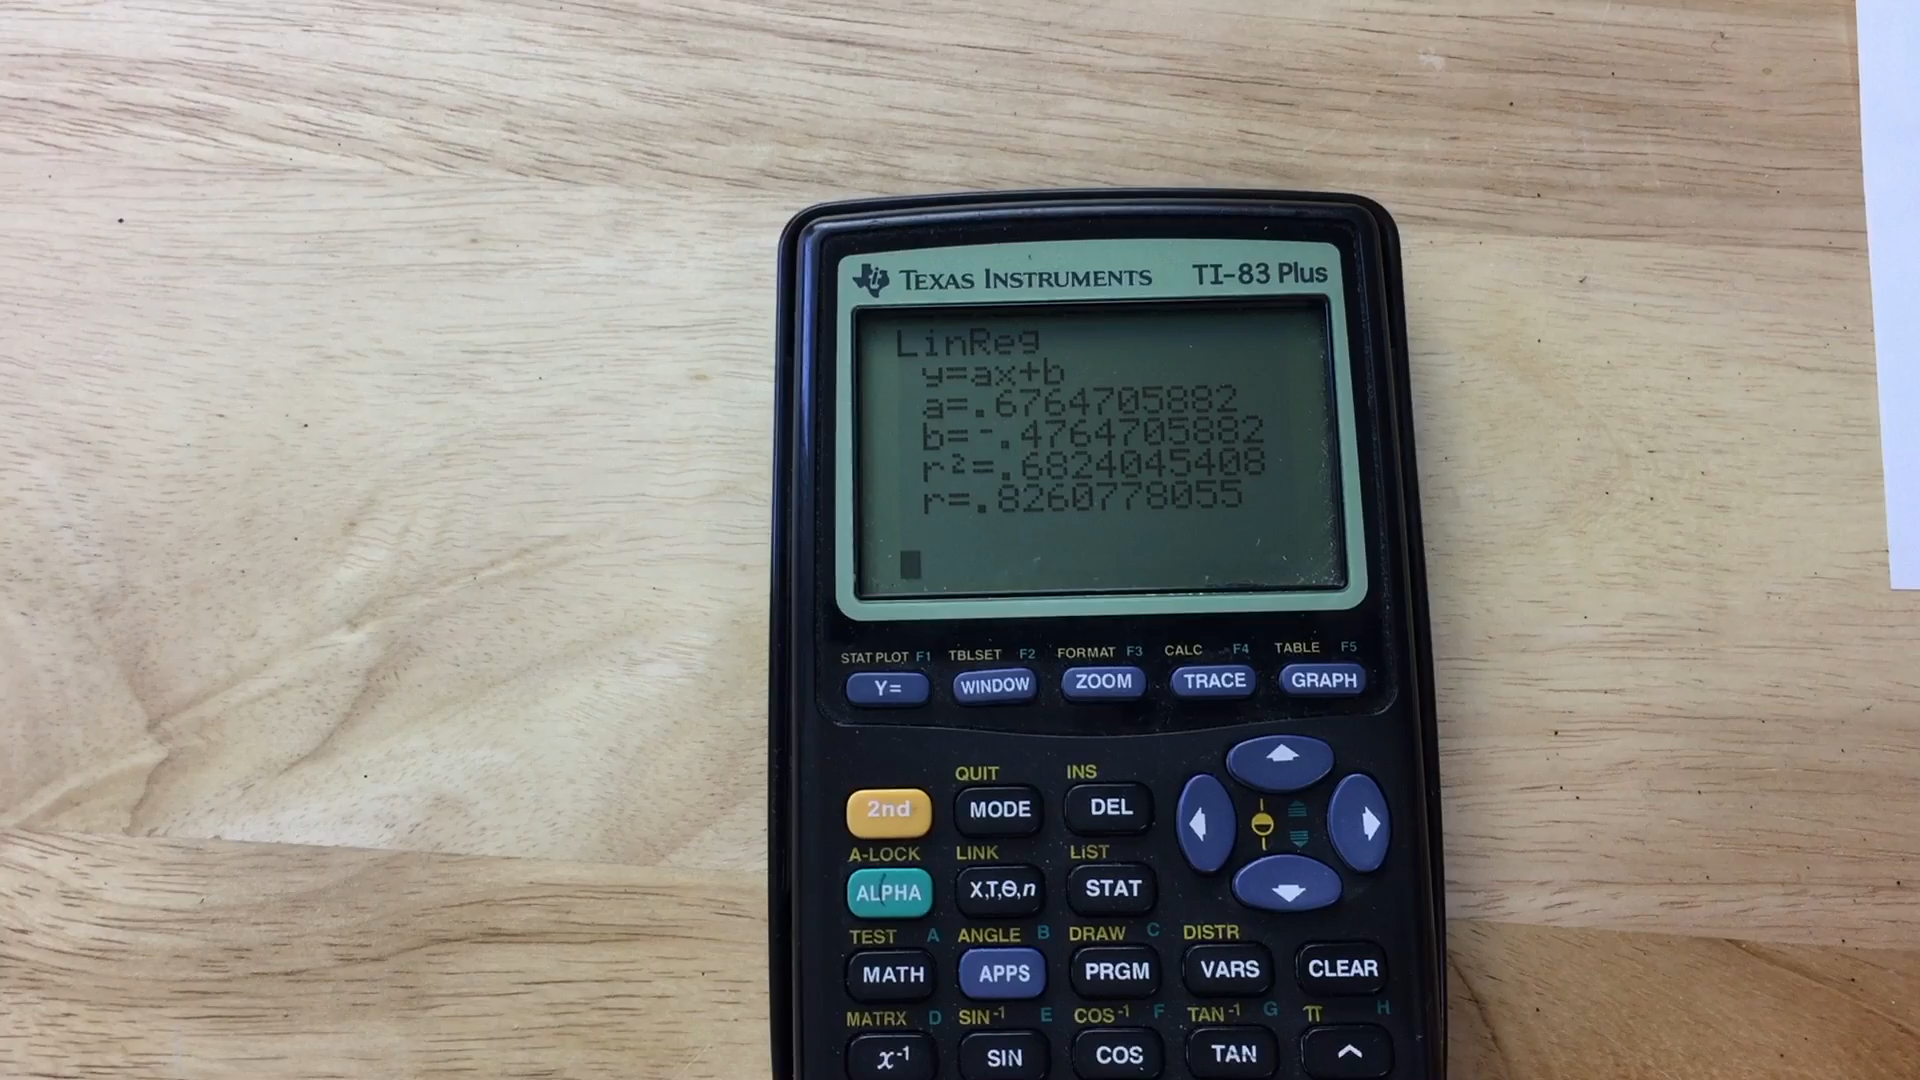 TEXAS INSTRUMENTS TI-83 Plus
LinReg
y=ax+b
a=.6764705882
b=-.4764705882
r²=.6824045408
r=.8260778055
STAT PLOT F1 TBLSET F2 FORMAT F3 CALC F4 TABLE F5
Y= WINDOW ZOOM TRACE GRAPH
QUIT INS
2nd MODE DEL
A-LOCK LINK LIST
ALPHA X,T,Θ,n STAT
TEST A ANGLE B DRAW C DISTR
MATH APPS PRGM VARS CLEAR
MATRX D SIN⁻¹ E COS⁻¹ F TAN⁻¹ G π H
x⁻¹ SIN COS TAN ^